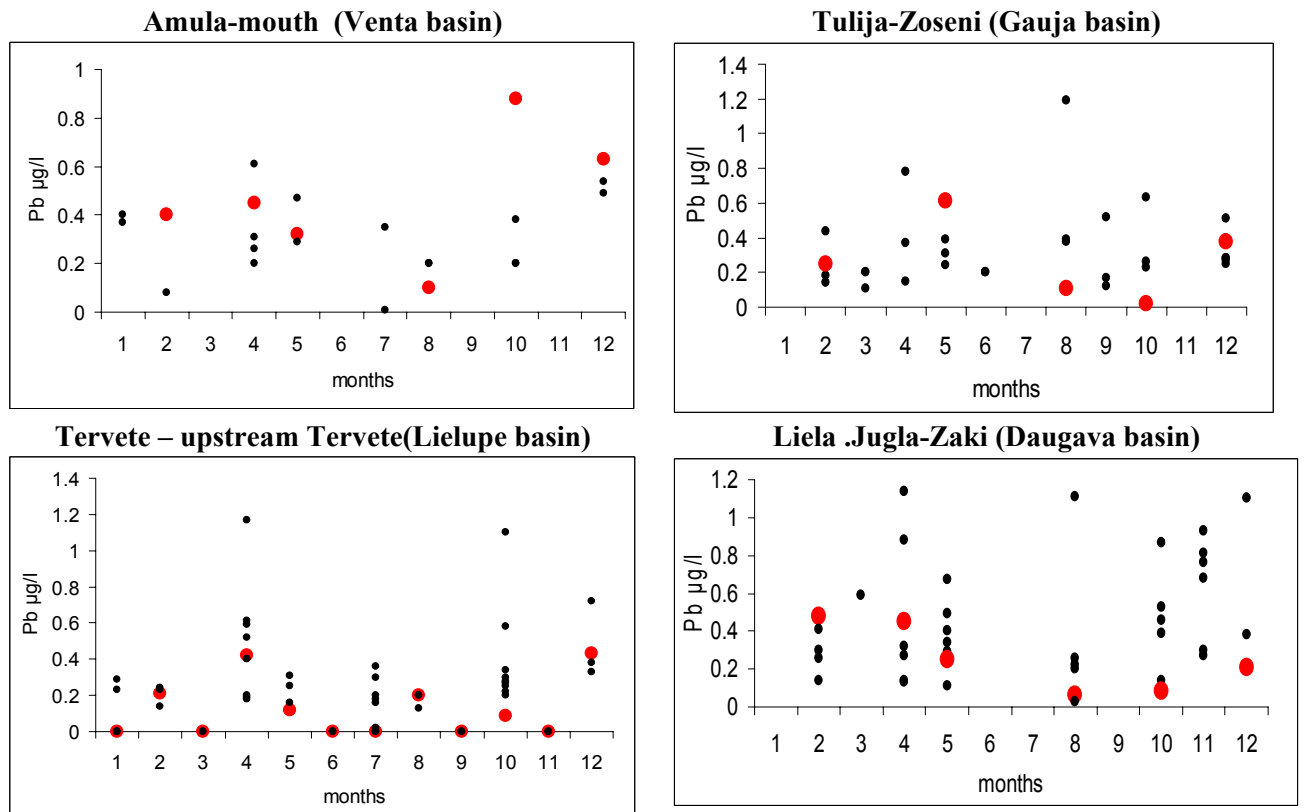 Amula-mouth (Venta basin)
1
0.8
0.6
0.4
0.2
0
Pb µg/l
1 2 3 4 5 6 7 8 9 10 11 12
months
Tulija-Zoseni (Gauja basin)
1.4
1.2
1
0.8
0.6
0.4
0.2
0
Pb µg/l
1 2 3 4 5 6 7 8 9 10 11 12
months
Tervete – upstream Tervete(Lielupe basin)
1.4
1.2
1
0.8
0.6
0.4
0.2
0
Pb µg/l
1 2 3 4 5 6 7 8 9 10 11 12
months
Liela .Jugla-Zaki (Daugava basin)
1.2
1
0.8
0.6
0.4
0.2
0
Pb µg/l
1 2 3 4 5 6 7 8 9 10 11 12
months